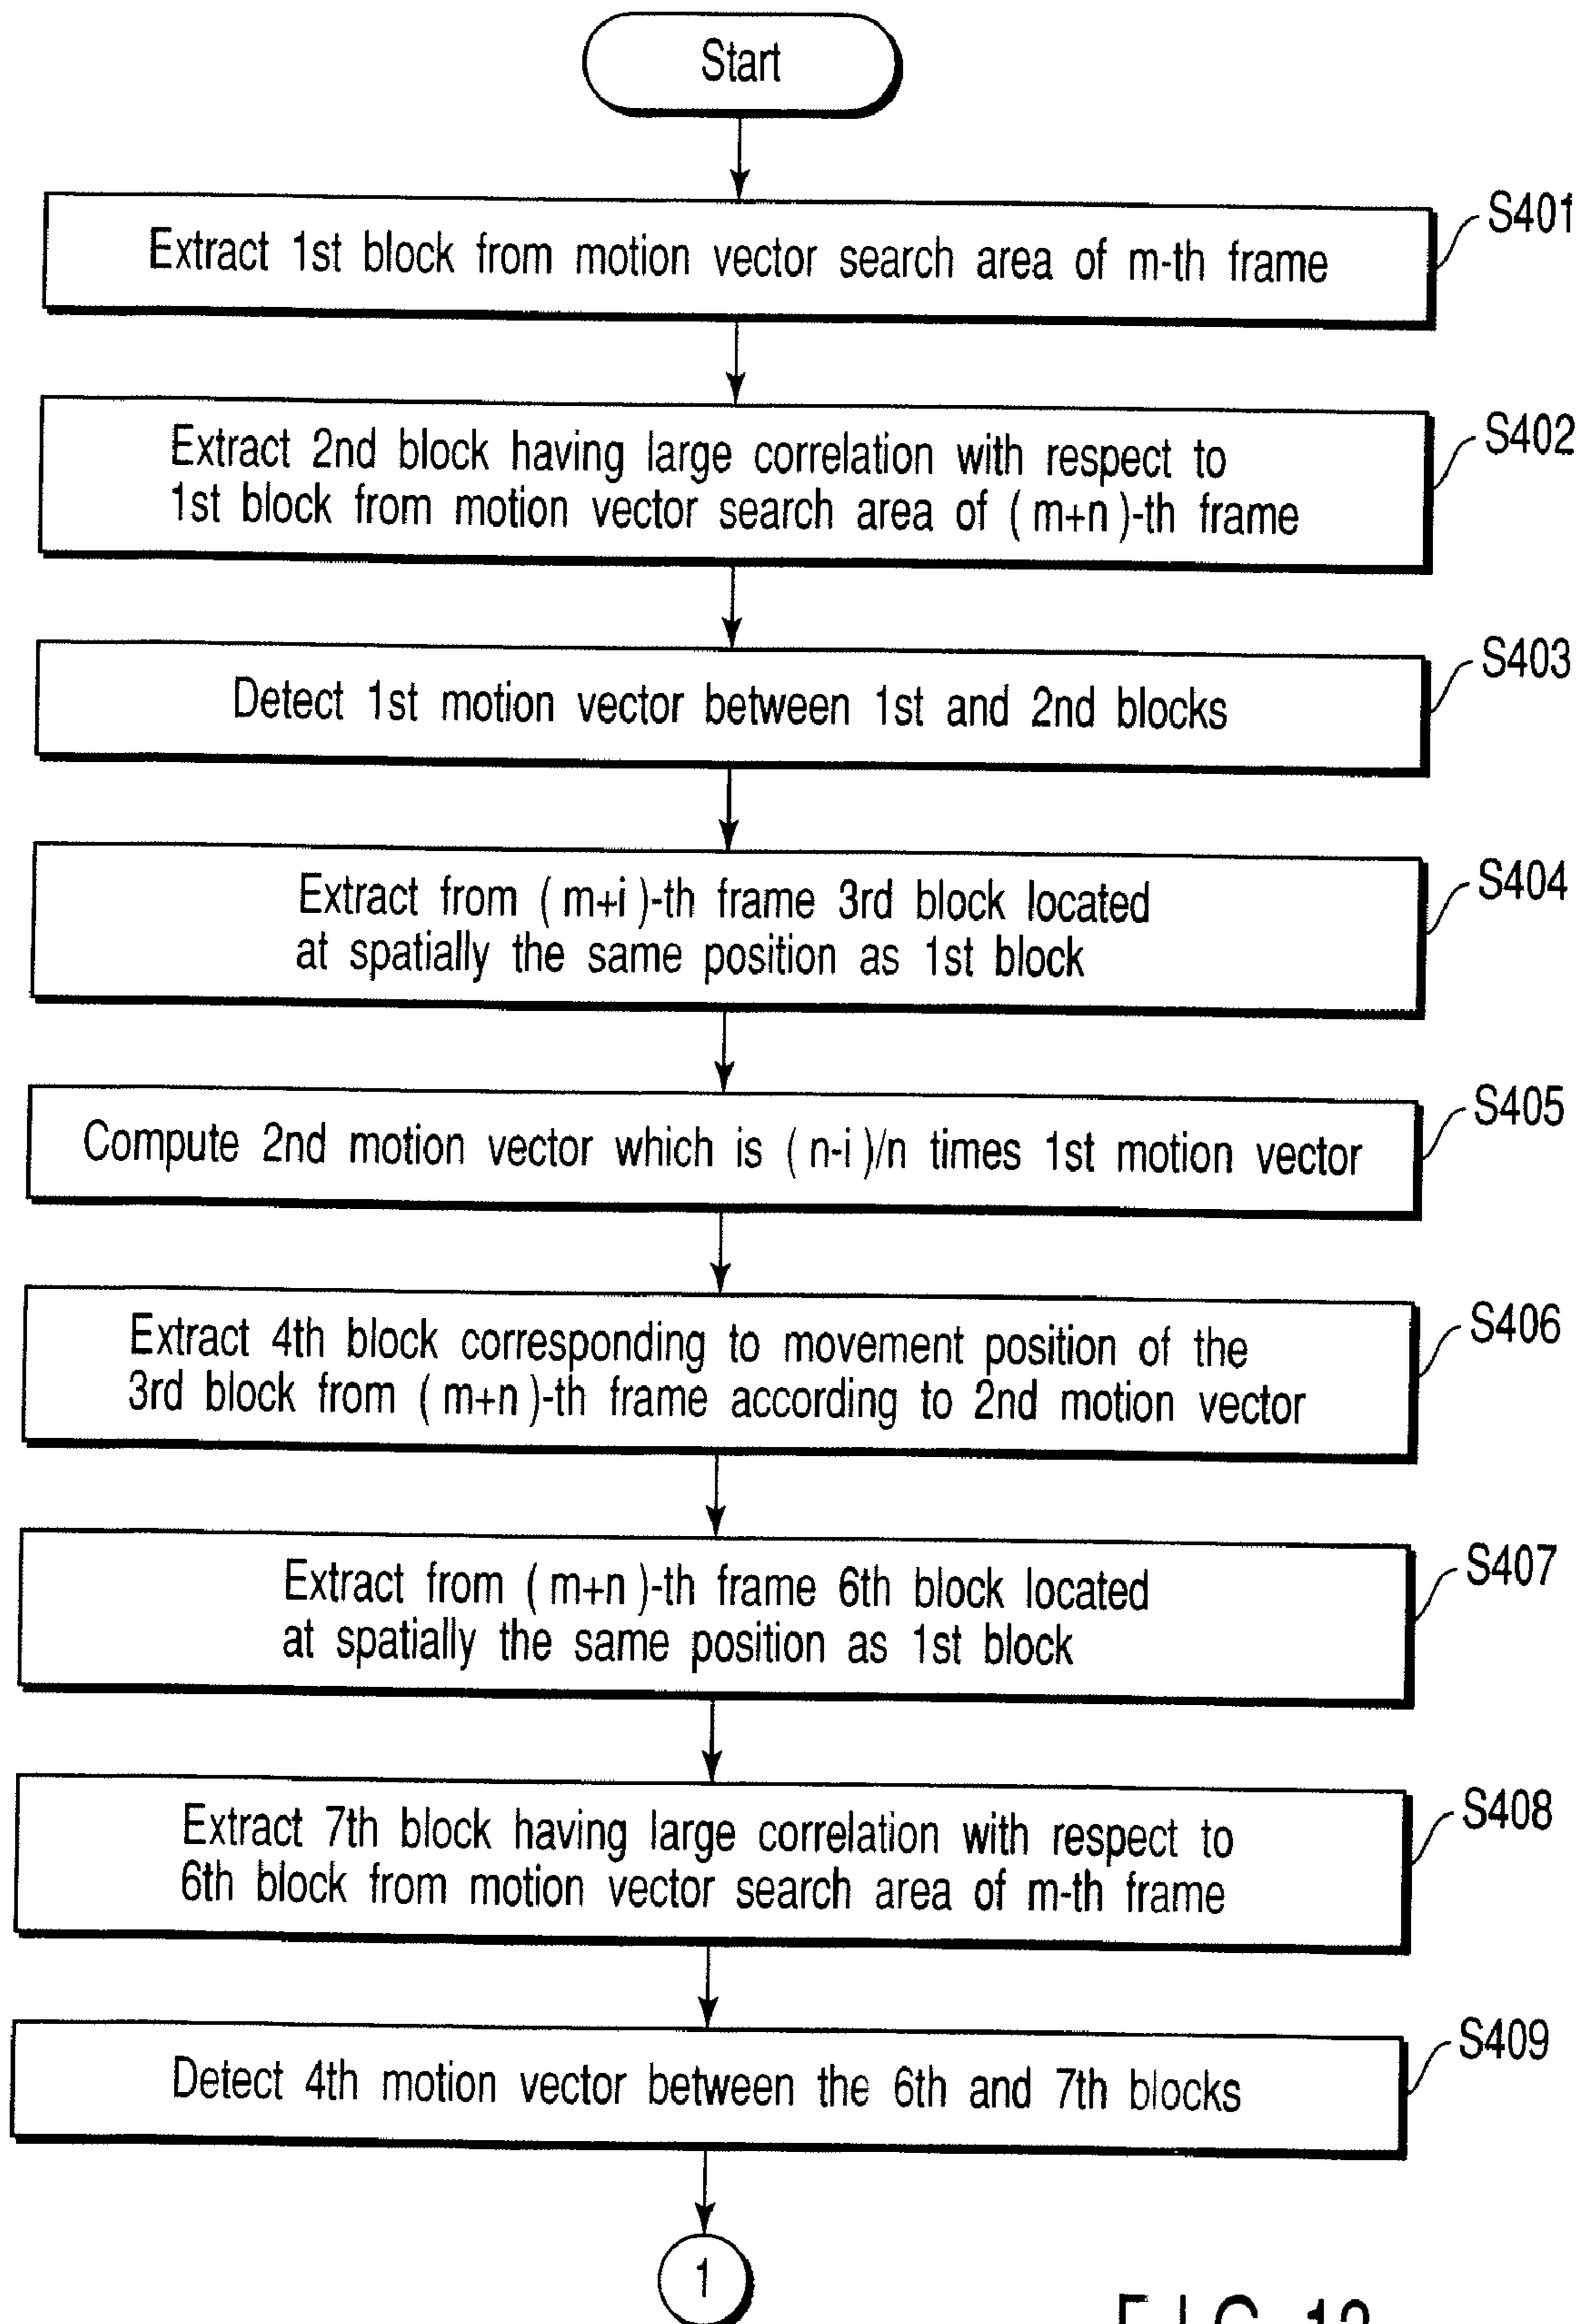 Start
S401
Extract 1st block from motion vector search area of m-th frame
S402
Extract 2nd block having large correlation with respect to
1st block from motion vector search area of (m+n)-th frame
S403
Detect 1st motion vector between 1st and 2nd blocks
S404
Extract from (m+i)-th frame 3rd block located
at spatially the same position as 1st block
S405
Compute 2nd motion vector which is (n-i)/n times 1st motion vector
S406
Extract 4th block corresponding to movement position of the
3rd block from (m+n)-th frame according to 2nd motion vector
S407
Extract from (m+n)-th frame 6th block located
at spatially the same position as 1st block
S408
Extract 7th block having large correlation with respect to
6th block from motion vector search area of m-th frame
S409
Detect 4th motion vector between the 6th and 7th blocks
1